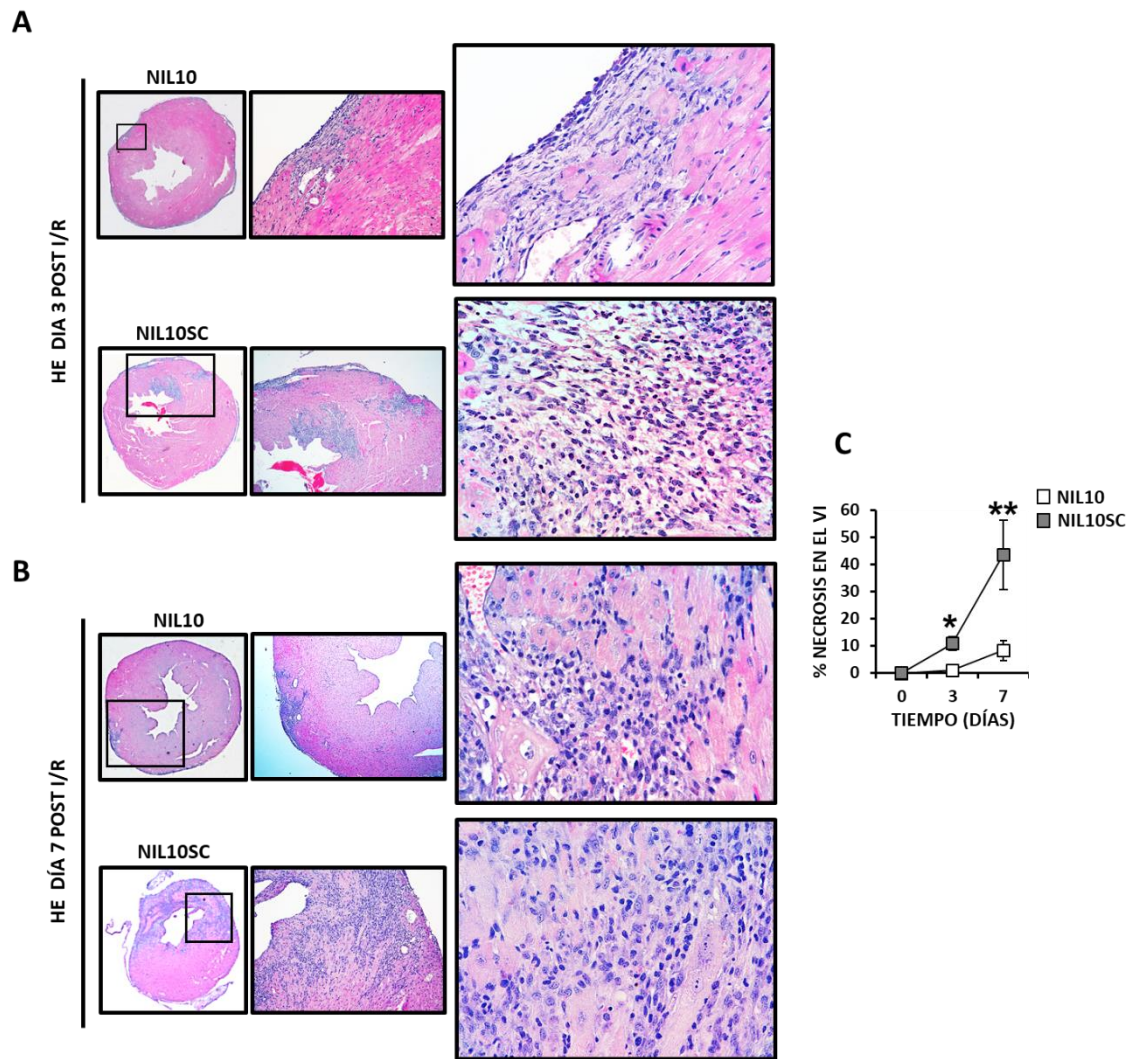 A
NIL10
HE DIA 3 POST I/R
NIL10SC
B
NIL10
HE DÍA 7 POST I/R
NIL10SC
C
NIL10
NIL10SC
% NECROSIS EN EL VI
60
50
40
30
20
10
0
*
**
0 3 7
TIEMPO (DÍAS)